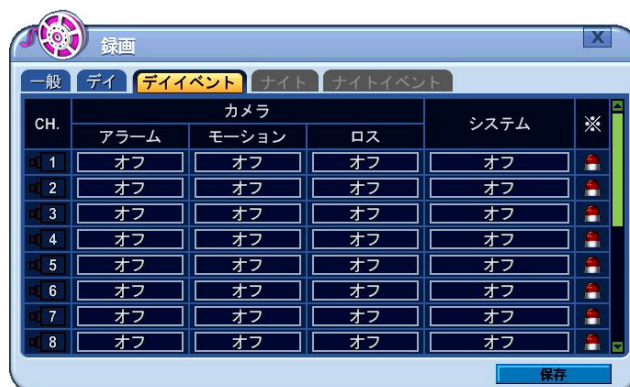 録画 X
一般 デイ デイイベント ナイト ナイトイベント
CH. カメラ システム ※
アラーム モーション ロス
1 オフ オフ オフ オフ
2 オフ オフ オフ オフ
3 オフ オフ オフ オフ
4 オフ オフ オフ オフ
5 オフ オフ オフ オフ
6 オフ オフ オフ オフ
7 オフ オフ オフ オフ
8 オフ オフ オフ オフ
保存